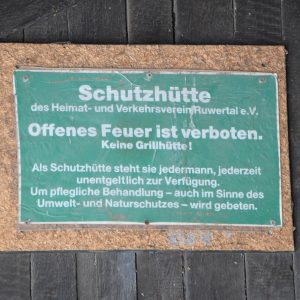 Schutzhütte
des Heimat- und Verkehrsverein Ruwertal e.V.
Offenes Feuer ist verboten.
Keine Grillhütte!
Als Schutzhütte steht sie jedermann, jederzeit
unentgeltlich zur Verfügung.
Um pflegliche Behandlung – auch im Sinne des
Umwelt- und Naturschutzes – wird gebeten.